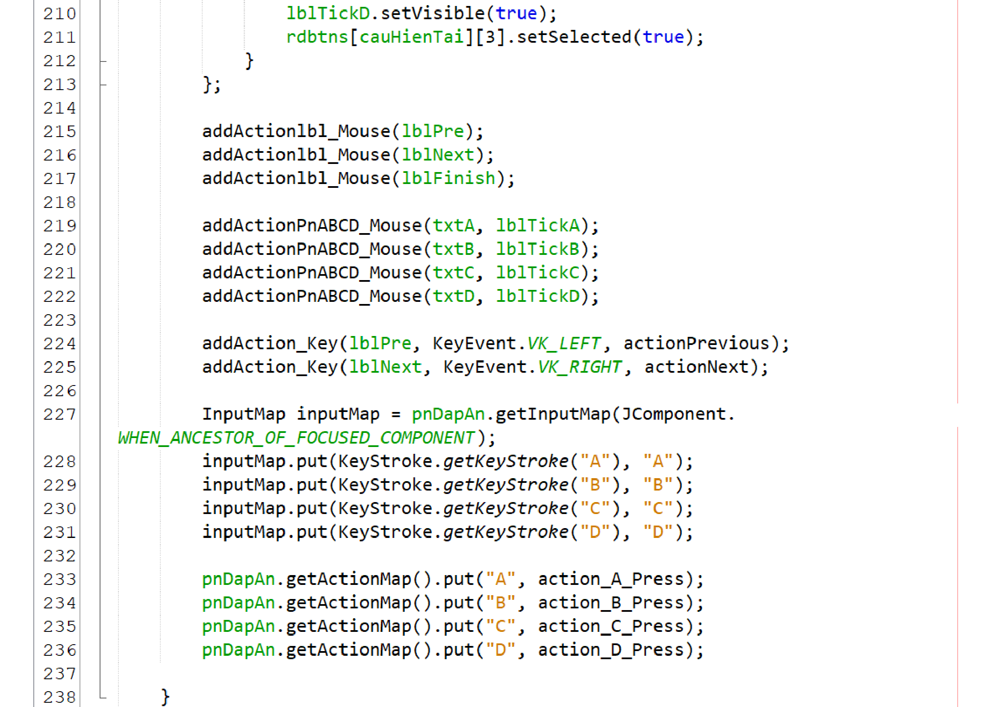 210 lblTickD.setVisible(true);
211 rdbtns[cauHienTai][3].setSelected(true);
212 }
213 };
214
215 addActionlbl_Mouse(lblPre);
216 addActionlbl_Mouse(lblNext);
217 addActionlbl_Mouse(lblFinish);
218
219 addActionPnABCD_Mouse(txtA, lblTickA);
220 addActionPnABCD_Mouse(txtB, lblTickB);
221 addActionPnABCD_Mouse(txtC, lblTickC);
222 addActionPnABCD_Mouse(txtD, lblTickD);
223
224 addAction_Key(lblPre, KeyEvent.VK_LEFT, actionPrevious);
225 addAction_Key(lblNext, KeyEvent.VK_RIGHT, actionNext);
226
227 InputMap inputMap = pnDapAn.getInputMap(JComponent.
WHEN_ANCESTOR_OF_FOCUSED_COMPONENT);
228 inputMap.put(KeyStroke.getKeyStroke("A"), "A");
229 inputMap.put(KeyStroke.getKeyStroke("B"), "B");
230 inputMap.put(KeyStroke.getKeyStroke("C"), "C");
231 inputMap.put(KeyStroke.getKeyStroke("D"), "D");
232
233 pnDapAn.getActionMap().put("A", action_A_Press);
234 pnDapAn.getActionMap().put("B", action_B_Press);
235 pnDapAn.getActionMap().put("C", action_C_Press);
236 pnDapAn.getActionMap().put("D", action_D_Press);
237
238 }